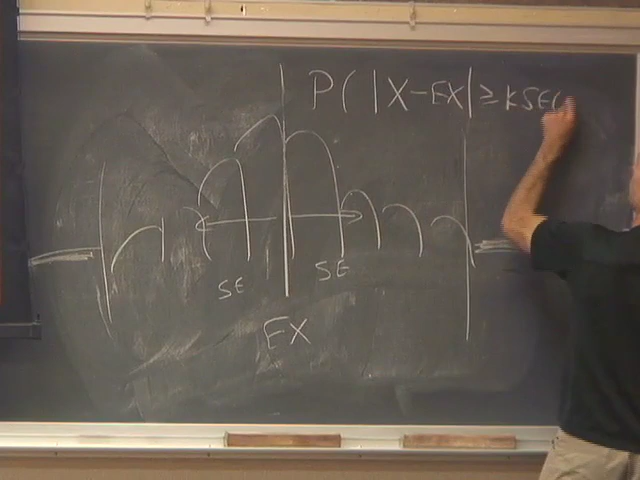 P( |X-EX| ≥ KSE(
SE SE
EX